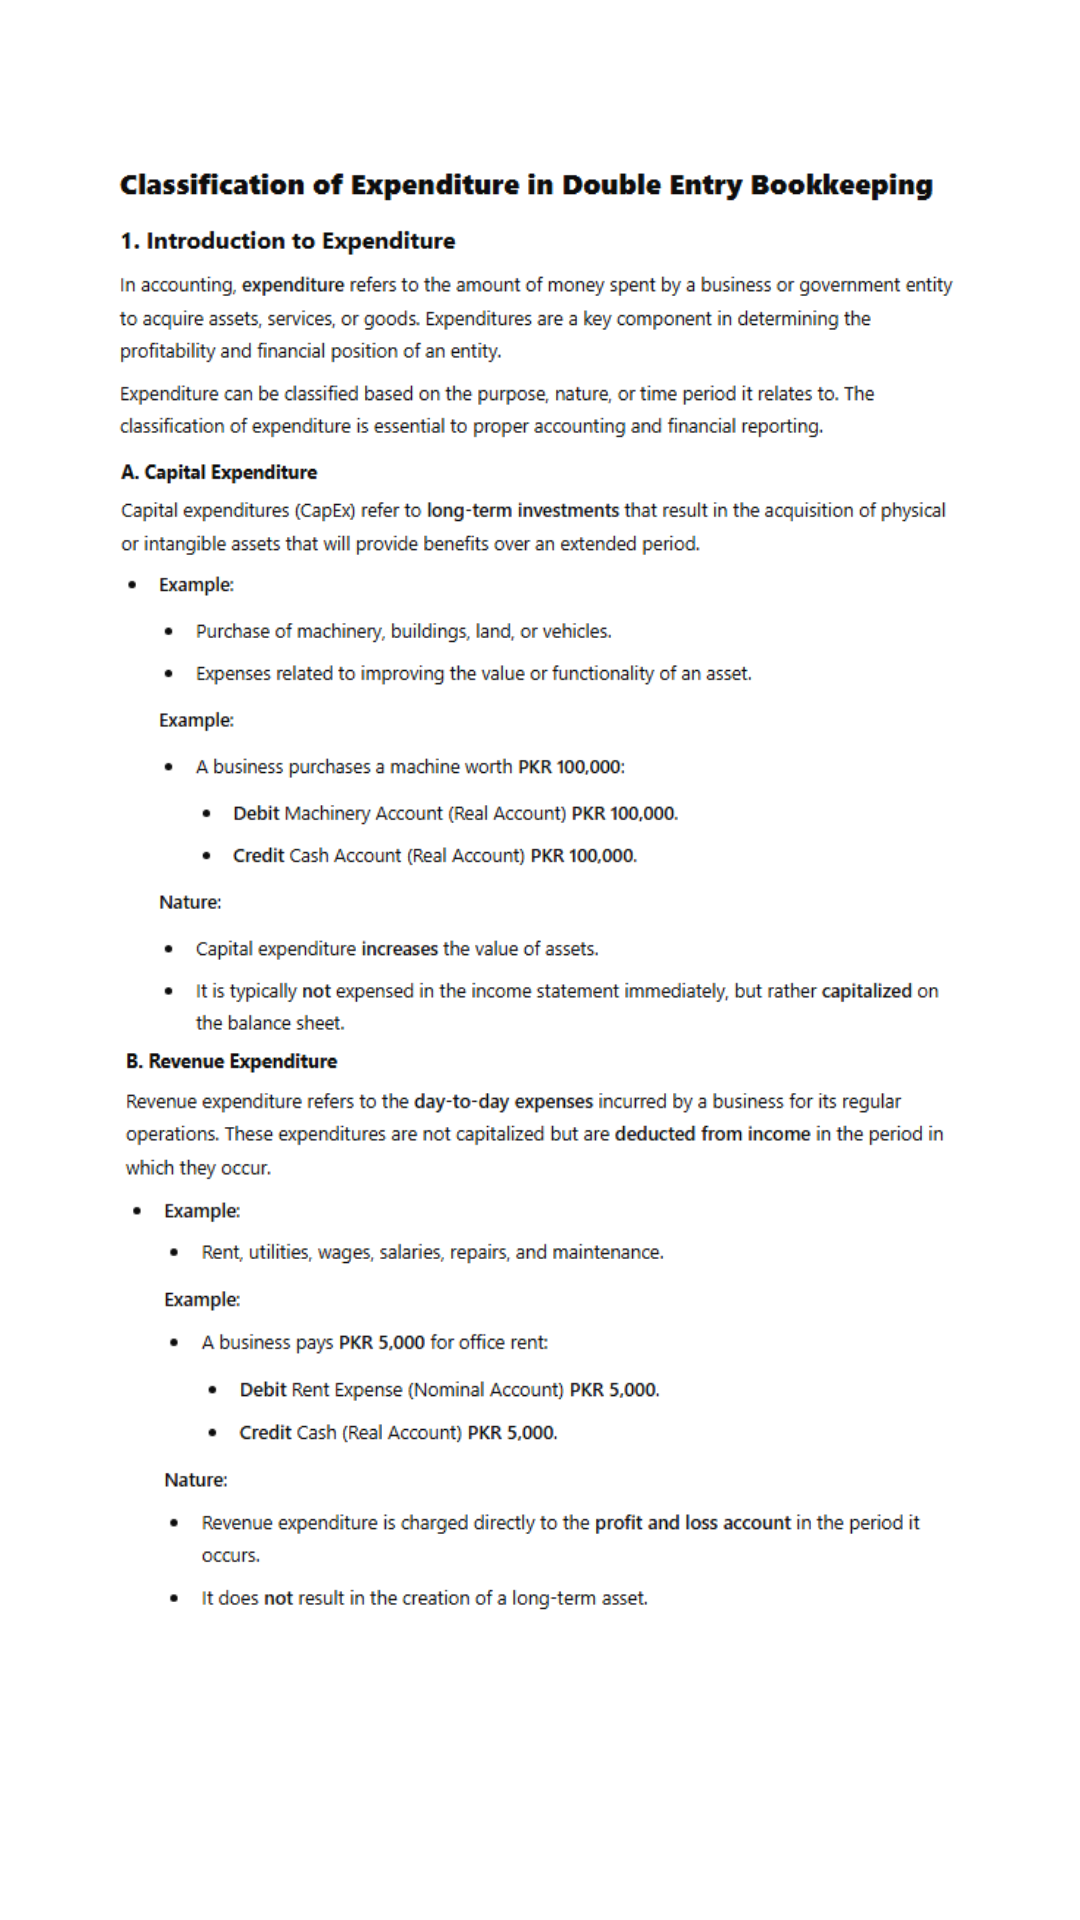 Classification of Expenditure in Double Entry Bookkeeping
1. Introduction to Expenditure
In accounting, expenditure refers to the amount of money spent by a business or government entity
to acquire assets, services, or goods. Expenditures are a key component in determining the
profitability and financial position of an entity.
Expenditure can be classified based on the purpose, nature, or time period it relates to. The
classification of expenditure is essential to proper accounting and financial reporting.
A. Capital Expenditure
Capital expenditures (CapEx) refer to long-term investments that result in the acquisition of physical
or intangible assets that will provide benefits over an extended period.
• Example:
• Purchase of machinery, buildings, land, or vehicles.
• Expenses related to improving the value or functionality of an asset.
Example:
• A business purchases a machine worth PKR 100,000:
• Debit Machinery Account (Real Account) PKR 100,000.
• Credit Cash Account (Real Account) PKR 100,000.
Nature:
• Capital expenditure increases the value of assets.
• It is typically not expensed in the income statement immediately, but rather capitalized on
the balance sheet.
B. Revenue Expenditure
Revenue expenditure refers to the day-to-day expenses incurred by a business for its regular
operations. These expenditures are not capitalized but are deducted from income in the period in
which they occur.
• Example:
• Rent, utilities, wages, salaries, repairs, and maintenance.
Example:
• A business pays PKR 5,000 for office rent:
• Debit Rent Expense (Nominal Account) PKR 5,000.
• Credit Cash (Real Account) PKR 5,000.
Nature:
• Revenue expenditure is charged directly to the profit and loss account in the period it
occurs.
• It does not result in the creation of a long-term asset.